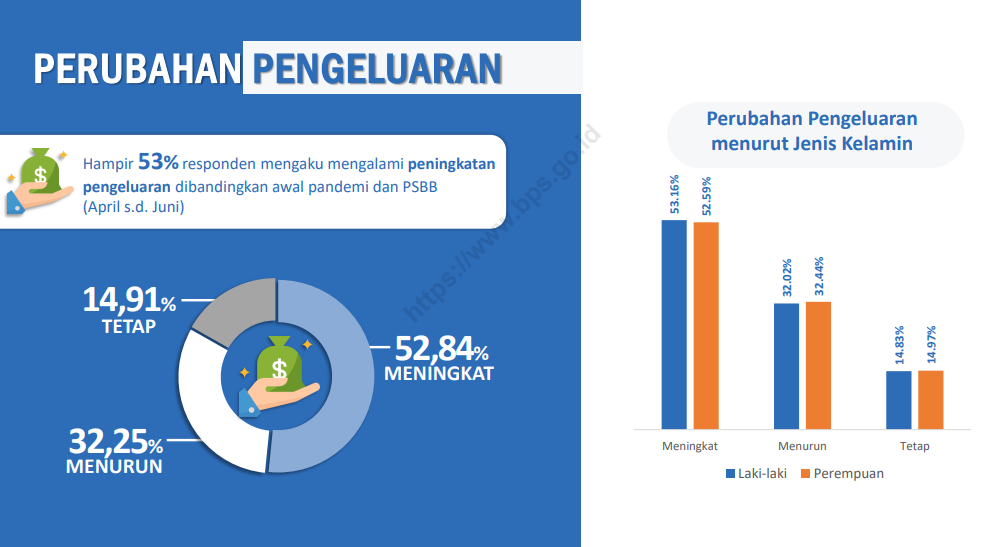 PERUBAHAN PENGELUARAN
Hampir 53% responden mengaku mengalami peningkatan
pengeluaran dibandingkan awal pandemi dan PSBB
(April s.d. Juni)
14,91%
TETAP
52,84%
MENINGKAT
32,25%
MENURUN
$
$
https://www.bps.go.id
Perubahan Pengeluaran
menurut Jenis Kelamin
53.16%
52.59%
32.02%
32.44%
14.83%
14.97%
Meningkat
Menurun
Tetap
Laki-laki
Perempuan